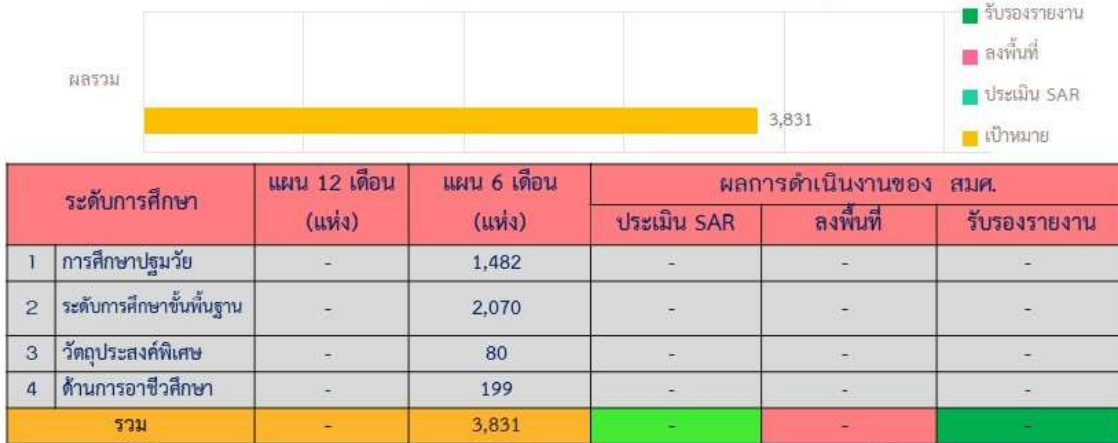 รับรองรายงาน
ลงพื้นที่
ผลรวม
ประเมิน SAR
3,831
เป้าหมาย
ระดับการศึกษา แผน 12 เดือน (แห่ง) แผน 6 เดือน (แห่ง) ผลการดำเนินงานของ สมศ.
ประเมิน SAR ลงพื้นที่ รับรองรายงาน
1 การศึกษาปฐมวัย - 1,482 - - -
2 ระดับการศึกษาขั้นพื้นฐาน - 2,070 - - -
3 วัตถุประสงค์พิเศษ - 80 - - -
4 ด้านการอาชีวศึกษา - 199 - - -
รวม - 3,831 - - -